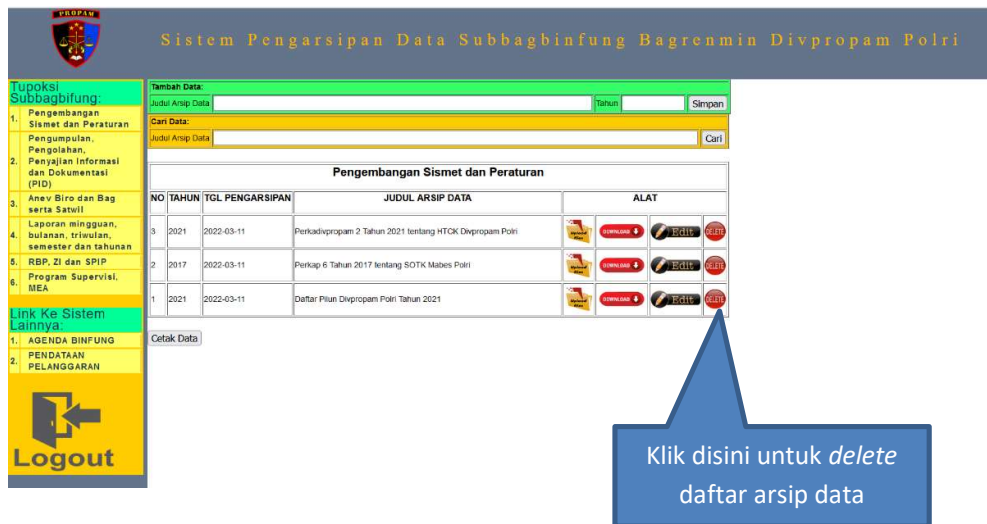 PROPAM
Sistem Pengarsipan Data Subbagbinfung Bagrenmin Divpropam Polri
Tupoksi
Subbagbifung:
1. Pengembangan
Sismet dan Peraturan
2. Pengumpulan,
Pengolahan,
Penyajian Informasi
dan Dokumentasi
(PID)
3. Anev Biro dan Bag
serta Satwil
4. Laporan mingguan,
bulanan, triwulan,
semester dan tahunan
5. RBP, ZI dan SPIP
6. Program Supervisi,
MEA
Link Ke Sistem
Lainnya:
1. AGENDA BINFUNG
2. PENDATAAN
PELANGGARAN
Logout
Tambah Data:
Judul Arsip Data Tahun Simpan
Cari Data:
Judul Arsip Data Cari
Pengembangan Sismet dan Peraturan
NO TAHUN TGL PENGARSIPAN JUDUL ARSIP DATA ALAT
3 2021 2022-03-11 Perkadivpropam 2 Tahun 2021 tentang HTCK Divpropam Polri Upload Files DOWNLOAD Edit DELETE
2 2017 2022-03-11 Perkap 6 Tahun 2017 tentang SOTK Mabes Polri Upload Files DOWNLOAD Edit DELETE
1 2021 2022-03-11 Daftar Pilun Divpropam Polri Tahun 2021 Upload Files DOWNLOAD Edit DELETE
Cetak Data
Klik disini untuk delete
daftar arsip data